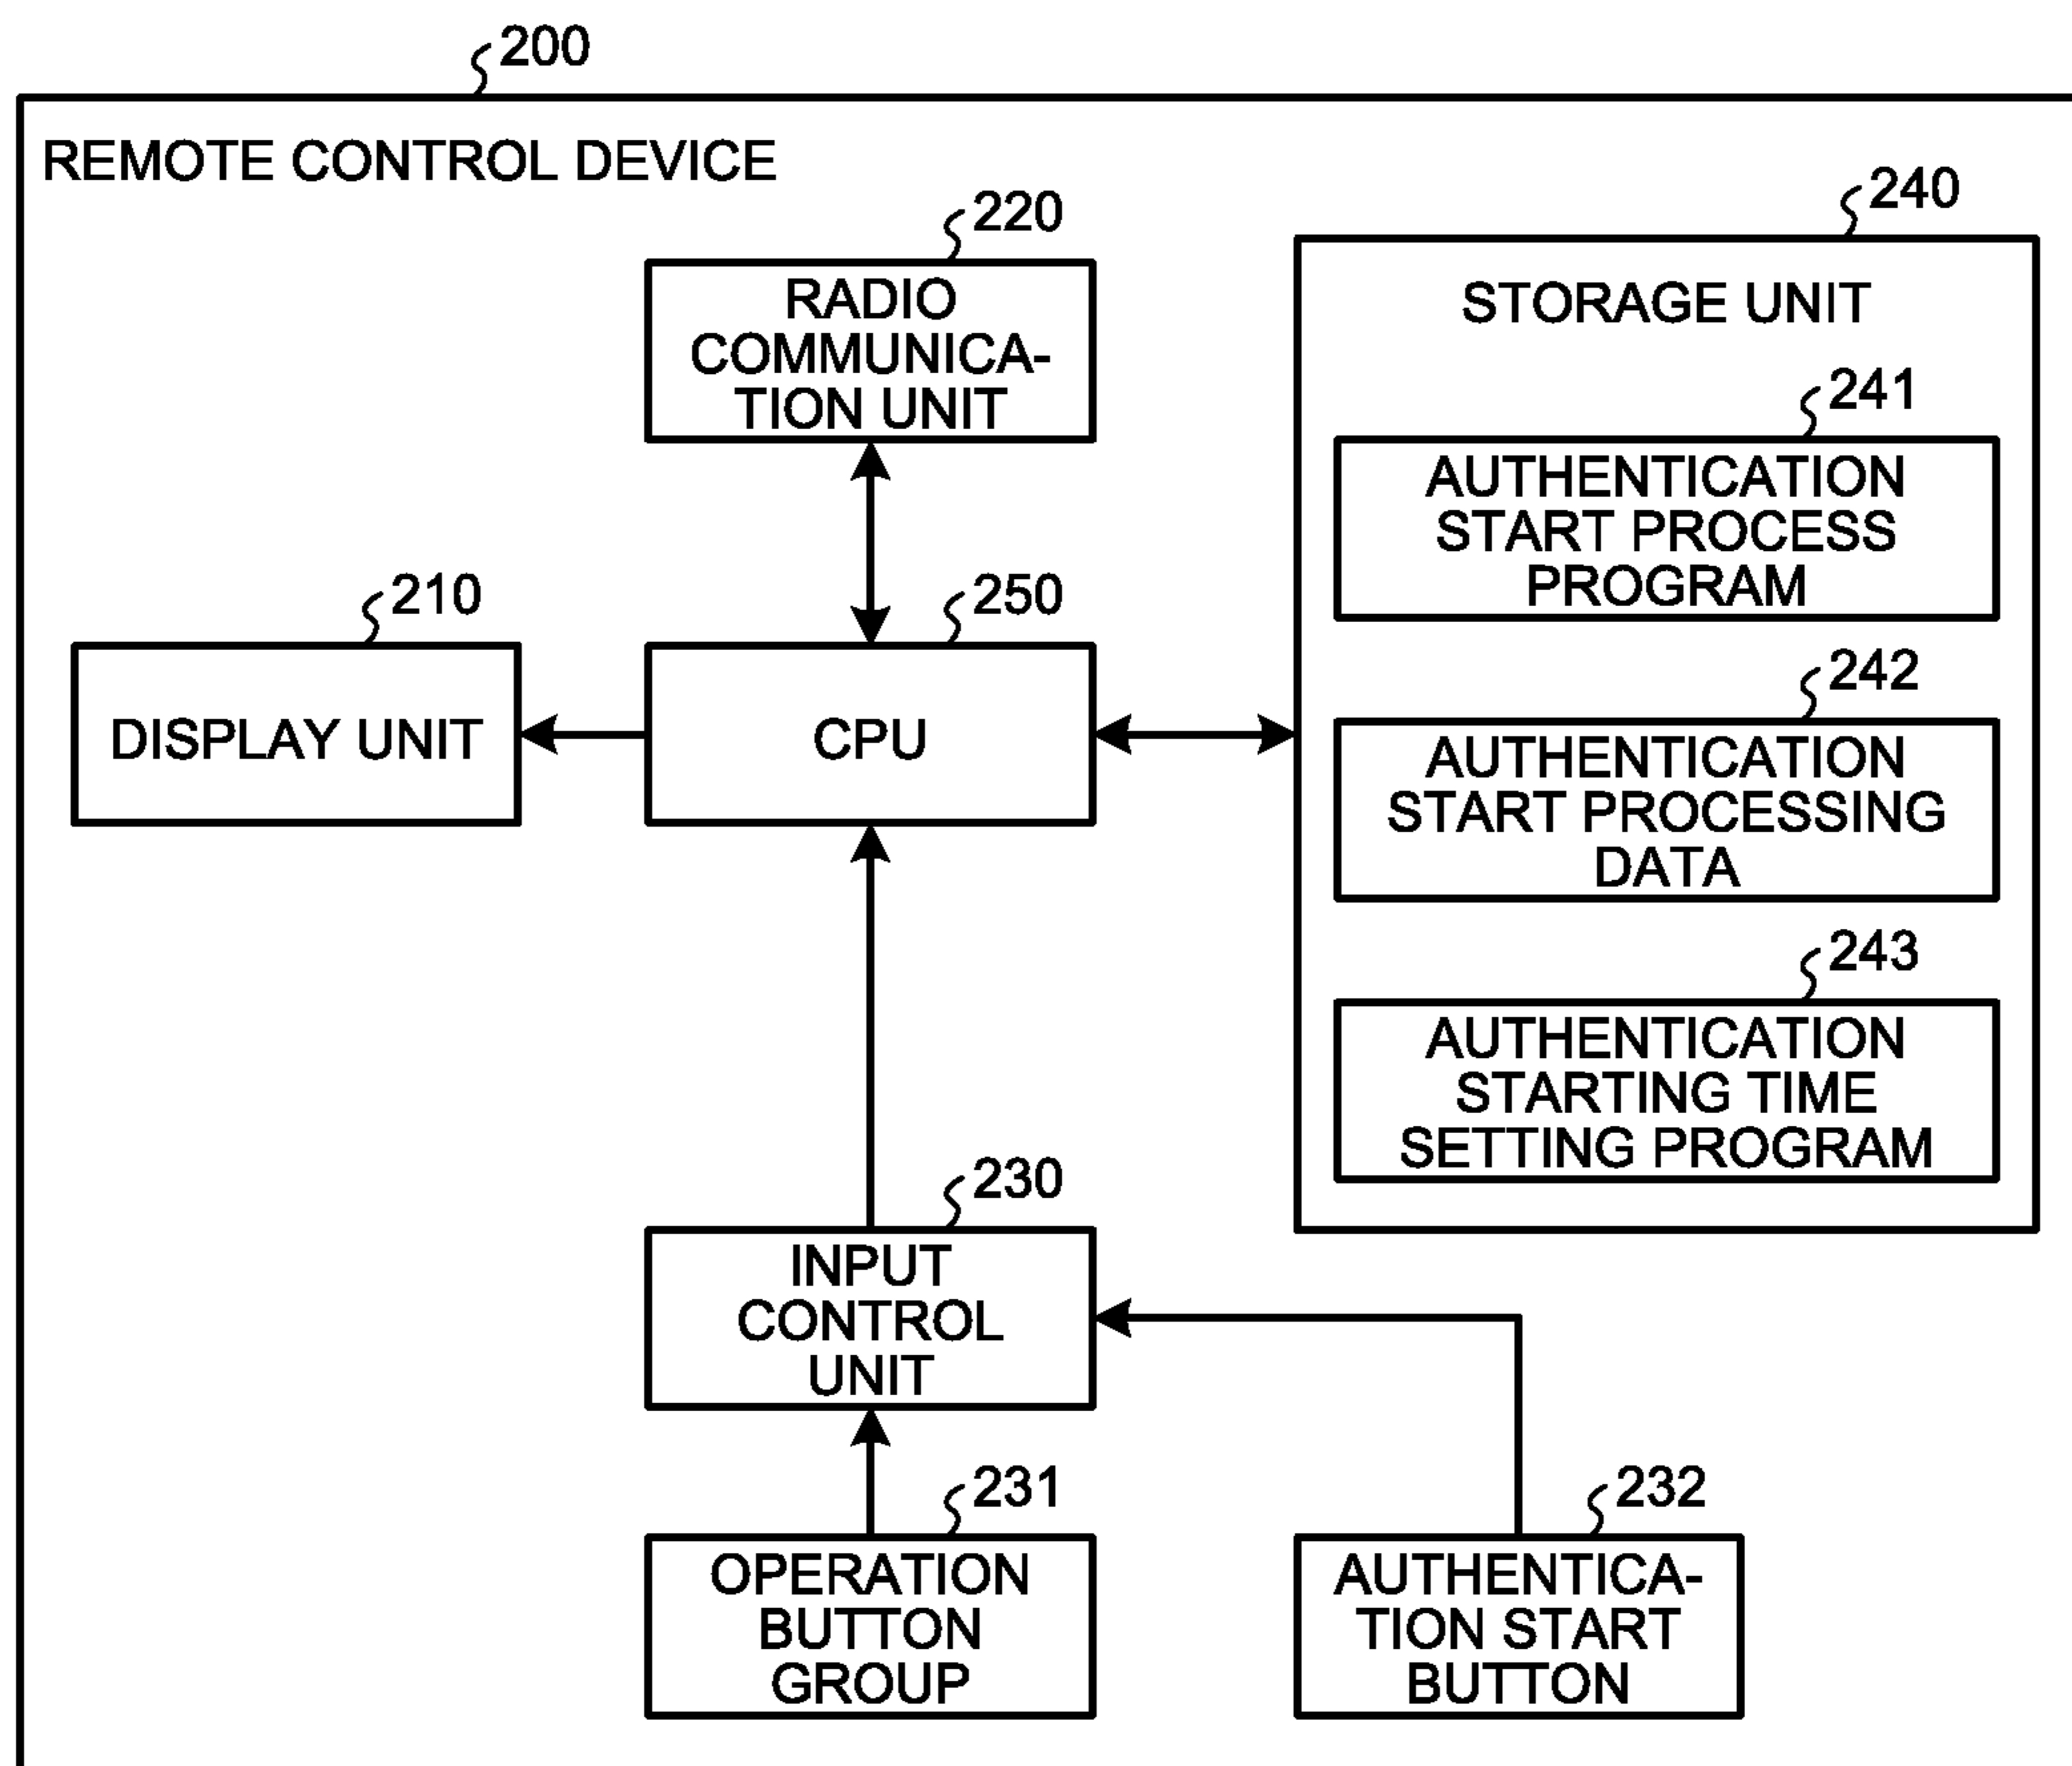 200
REMOTE CONTROL DEVICE
220
RADIO
COMMUNICA-
TION UNIT
240
STORAGE UNIT
241
AUTHENTICATION
START PROCESS
PROGRAM
210
DISPLAY UNIT
250
CPU
242
AUTHENTICATION
START PROCESSING
DATA
243
AUTHENTICATION
STARTING TIME
SETTING PROGRAM
230
INPUT
CONTROL
UNIT
231
OPERATION
BUTTON
GROUP
232
AUTHENTICA-
TION START
BUTTON